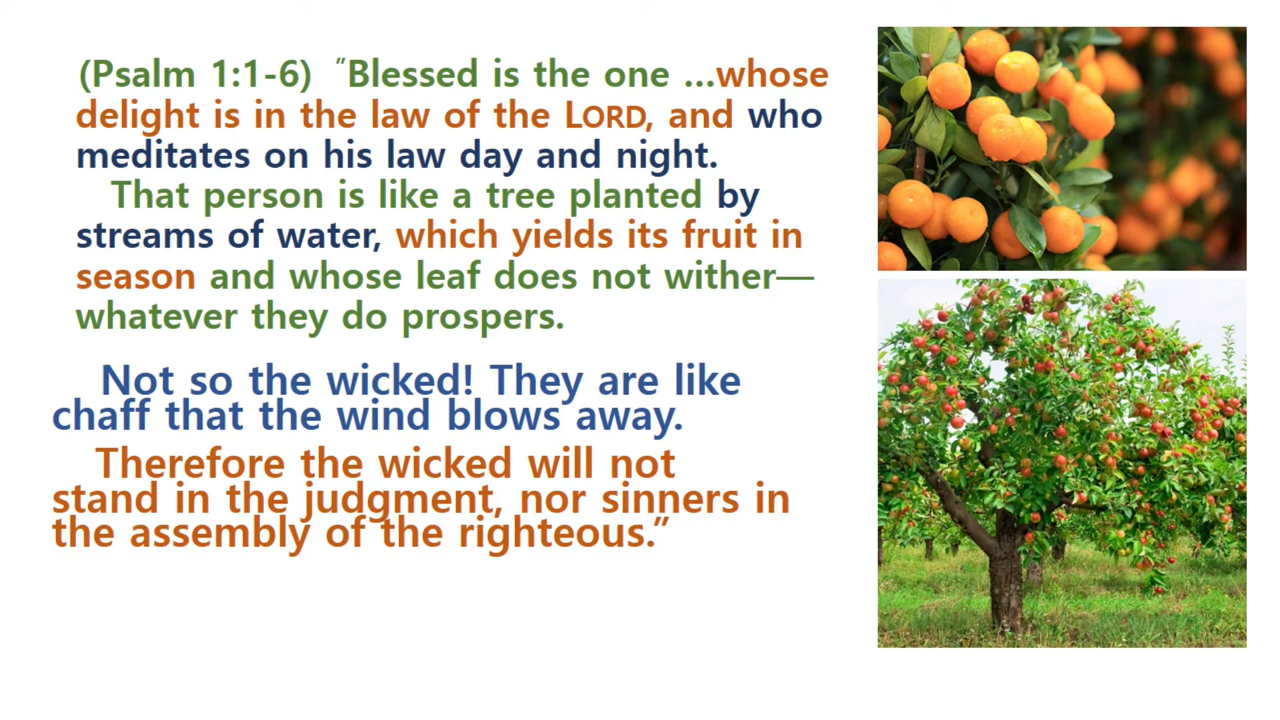 (Psalm 1:1-6) "Blessed is the one ...whose
delight is in the law of the LORD, and who
meditates on his law day and night.
That person is like a tree planted by
streams of water, which yields its fruit in
season and whose leaf does not wither—
whatever they do prospers.
Not so the wicked! They are like
chaff that the wind blows away.
Therefore the wicked will not
stand in the judgment, nor sinners in
the assembly of the righteous.”